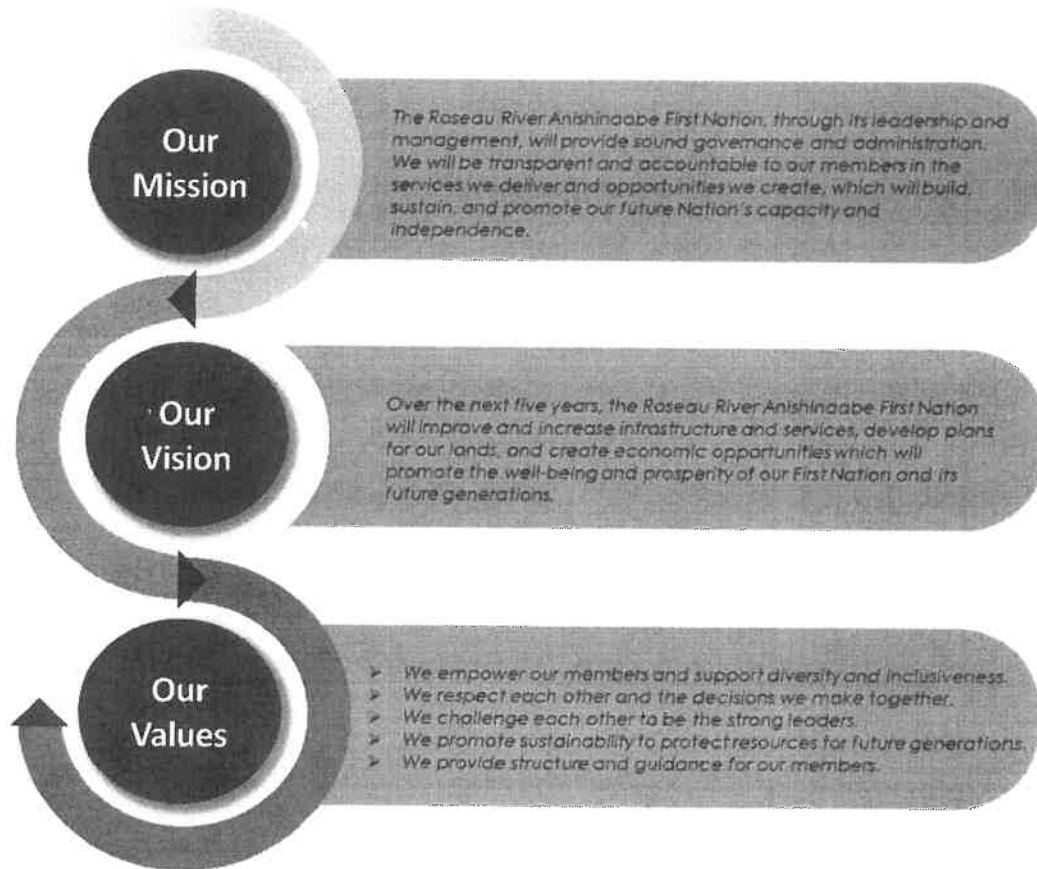 Our
Mission
The Roseau River Anishinaabe First Nation, through its leadership and
management, will provide sound governance and administration.
We will be transparent and accountable to our members in the
services we deliver and opportunities we create, which will build,
sustain, and promote our future Nation's capacity and
independence.
Our
Vision
Over the next five years, the Roseau River Anishinaabe First Nation
will improve and increase infrastructure and services, develop plans
for our lands, and create economic opportunities which will
promote the well-being and prosperity of our First Nation and its
future generations.
Our
Values
➤ We empower our members and support diversity and inclusiveness.
➤ We respect each other and the decisions we make together.
➤ We challenge each other to be the strong leaders.
➤ We promote sustainability to protect resources for future generations.
➤ We provide structure and guidance for our members.